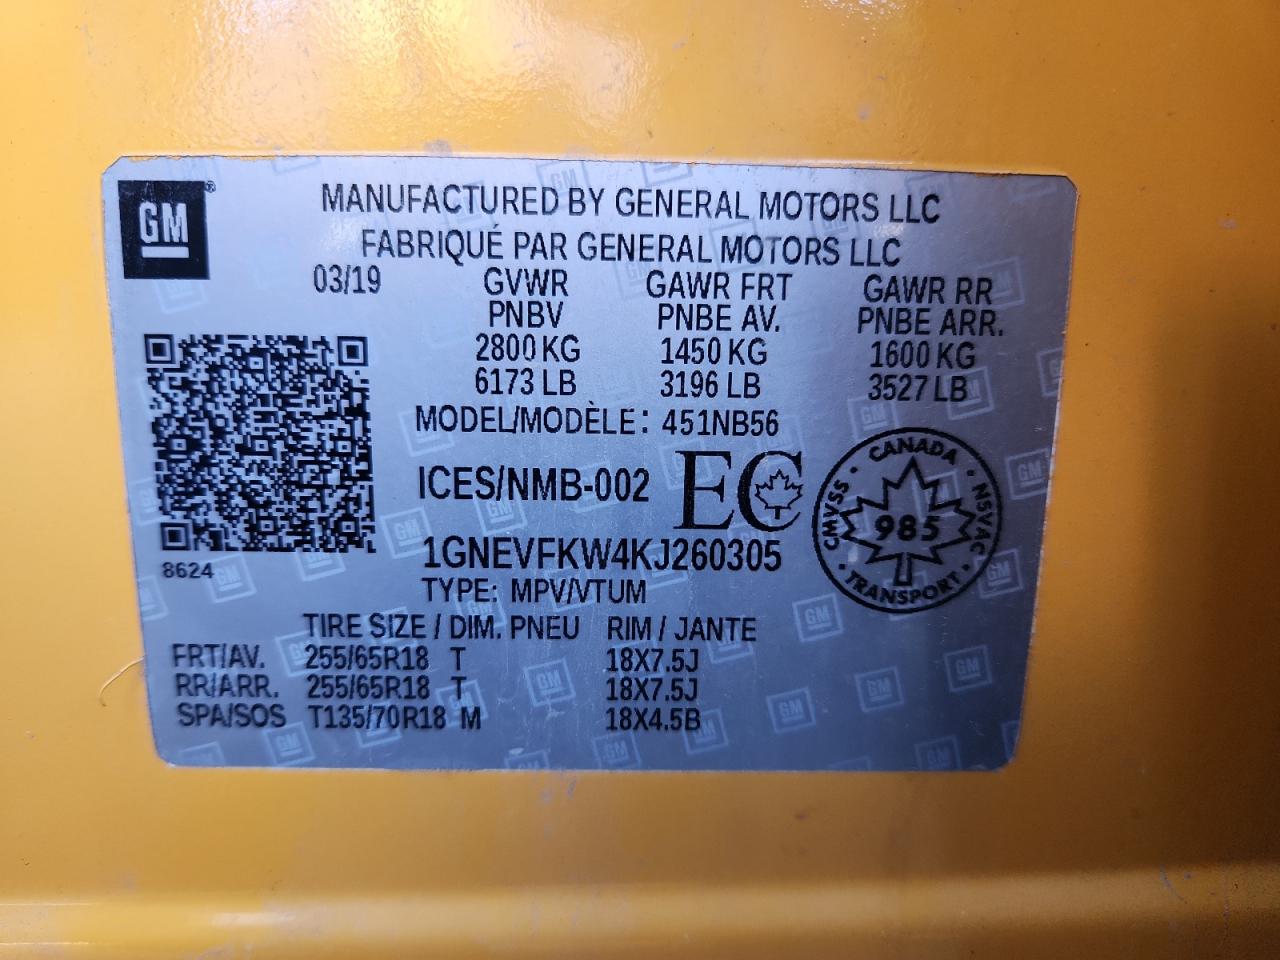 GM®
MANUFACTURED BY GENERAL MOTORS LLC
FABRIQUÉ PAR GENERAL MOTORS LLC
03/19 GVWR GAWR FRT GAWR RR
PNBV PNBE AV. PNBE ARR.
2800 KG 1450 KG 1600 KG
6173 LB 3196 LB 3527 LB
MODEL/MODÈLE: 451NB56
ICES/NMB-002 EC
CANADA
CMVSS 985 NSVAC
TRANSPORT
1GNEVFKW4KJ260305
8624
TYPE: MPV/VTUM
TIRE SIZE / DIM. PNEU RIM / JANTE
FRT/AV. 255/65R18 T 18X7.5J
RR/ARR. 255/65R18 T 18X7.5J
SPA/SOS T135/70R18 M 18X4.5B